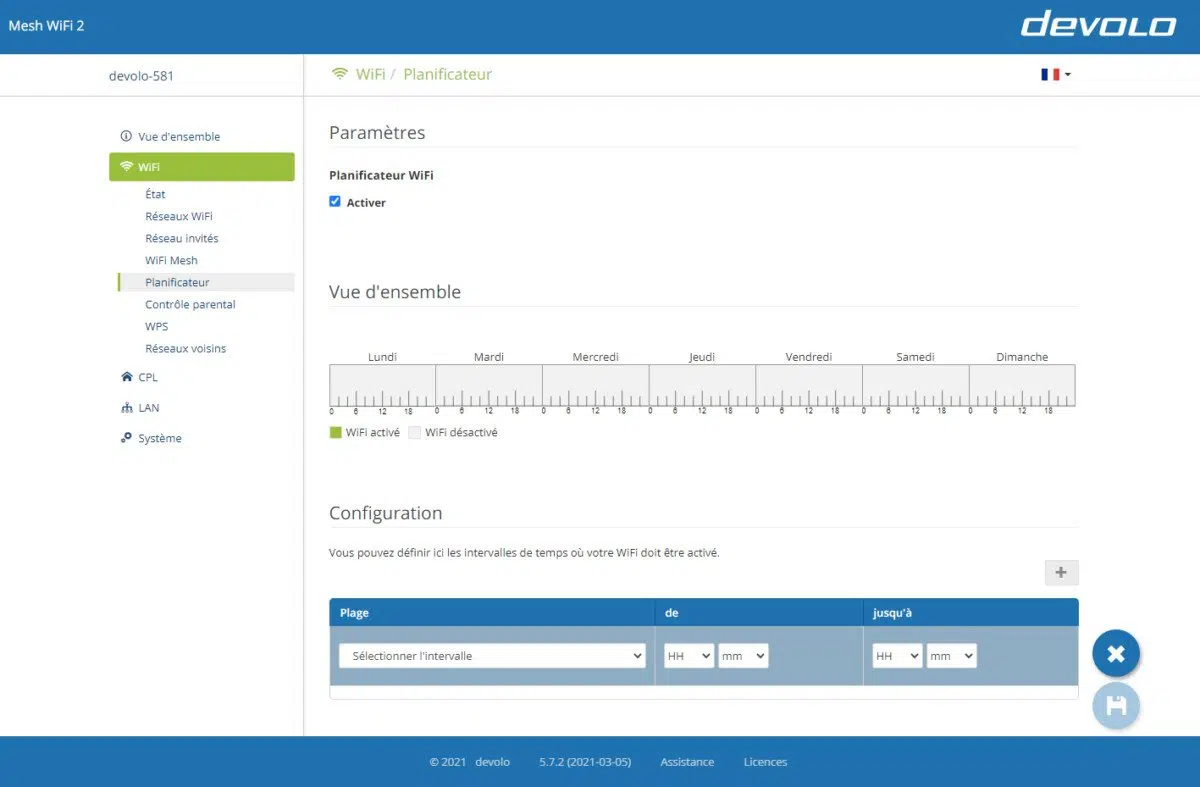 Mesh WiFi 2
devolo
devolo-581
WiFi / Planificateur
Vue d'ensemble
WiFi
État
Réseaux WiFi
Réseau invités
WiFi Mesh
Planificateur
Contrôle parental
WPS
Réseaux voisins
CPL
LAN
Système
Paramètres
Planificateur WiFi
Activer
Vue d'ensemble
Lundi Mardi Mercredi Jeudi Vendredi Samedi Dimanche
0 6 12 18 0 6 12 18 0 6 12 18 0 6 12 18 0 6 12 18 0 6 12 18 0 6 12 18
WiFi activé WiFi désactivé
Configuration
Vous pouvez définir ici les intervalles de temps où votre WiFi doit être activé.
+
Plage de jusqu'à
Sélectionner l'intervalle HH mm HH mm
© 2021 devolo 5.7.2 (2021-03-05) Assistance Licences